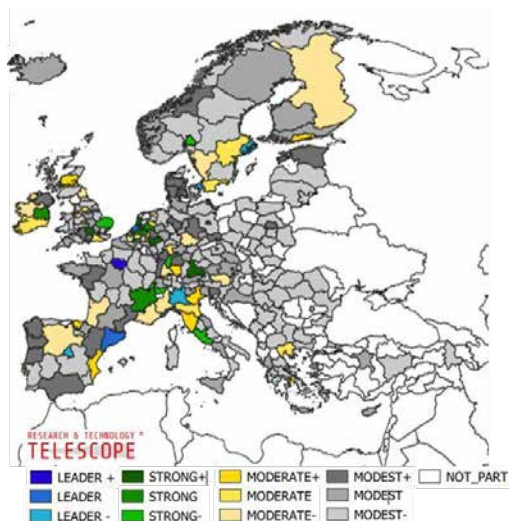 RESEARCH & TECHNOLOGY
TELESCOPE
LEADER + STRONG+ MODERATE+ MODEST+ NOT_PART
LEADER STRONG MODERATE MODEST
LEADER - STRONG- MODERATE- MODEST-